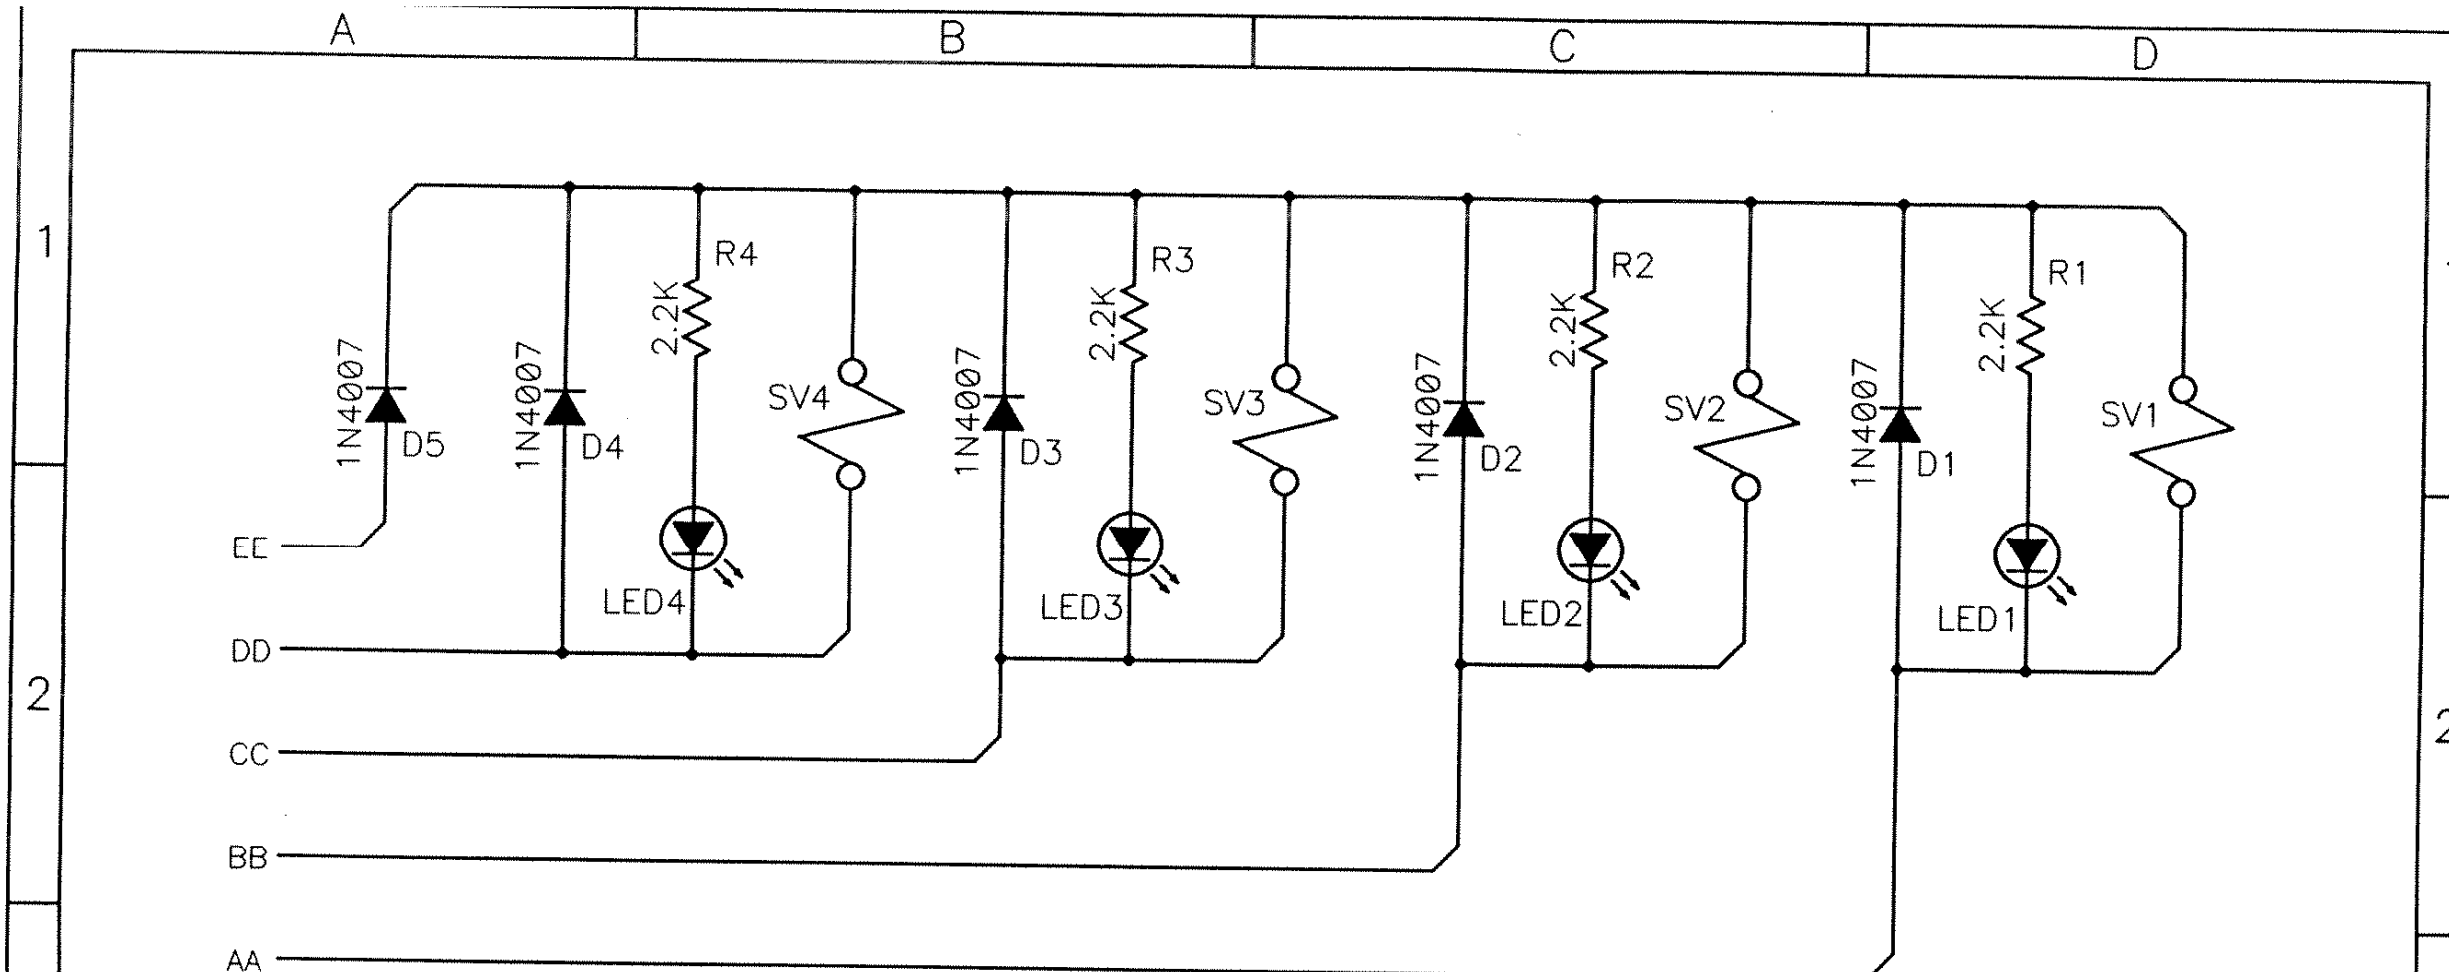 A B C D
1
R4 R3 R2 R1
2.2K 2.2K 2.2K 2.2K
1N4007 1N4007 1N4007 1N4007 1N4007
SV4 SV3 SV2 SV1
D5 D4 D3 D2 D1
EE
LED4 LED3 LED2 LED1
DD
2 2
CC
BB
AA